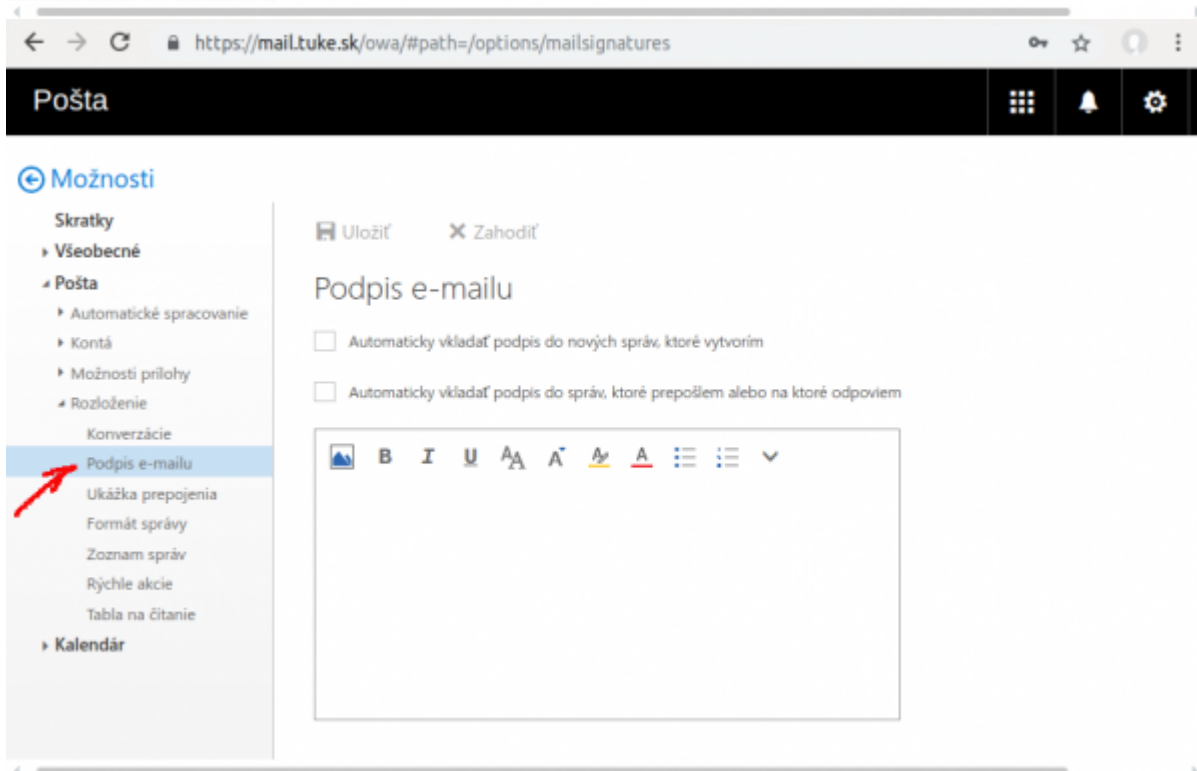 https://mail.tuke.sk/owa/#path=/options/mailsignatures
Pošta
Možnosti
Skratky
Všeobecné
Pošta
Automatické spracovanie
Kontá
Možnosti prílohy
Rozloženie
Konverzácie
Podpis e-mailu
Ukážka prepojenia
Formát správy
Zoznam správ
Rýchle akcie
Tabla na čítanie
Kalendár
Uložiť Zahodiť
Podpis e-mailu
Automaticky vkladať podpis do nových správ, ktoré vytvorím
Automaticky vkladať podpis do správ, ktoré prepošlem alebo na ktoré odpoviem
B I U AA A A A